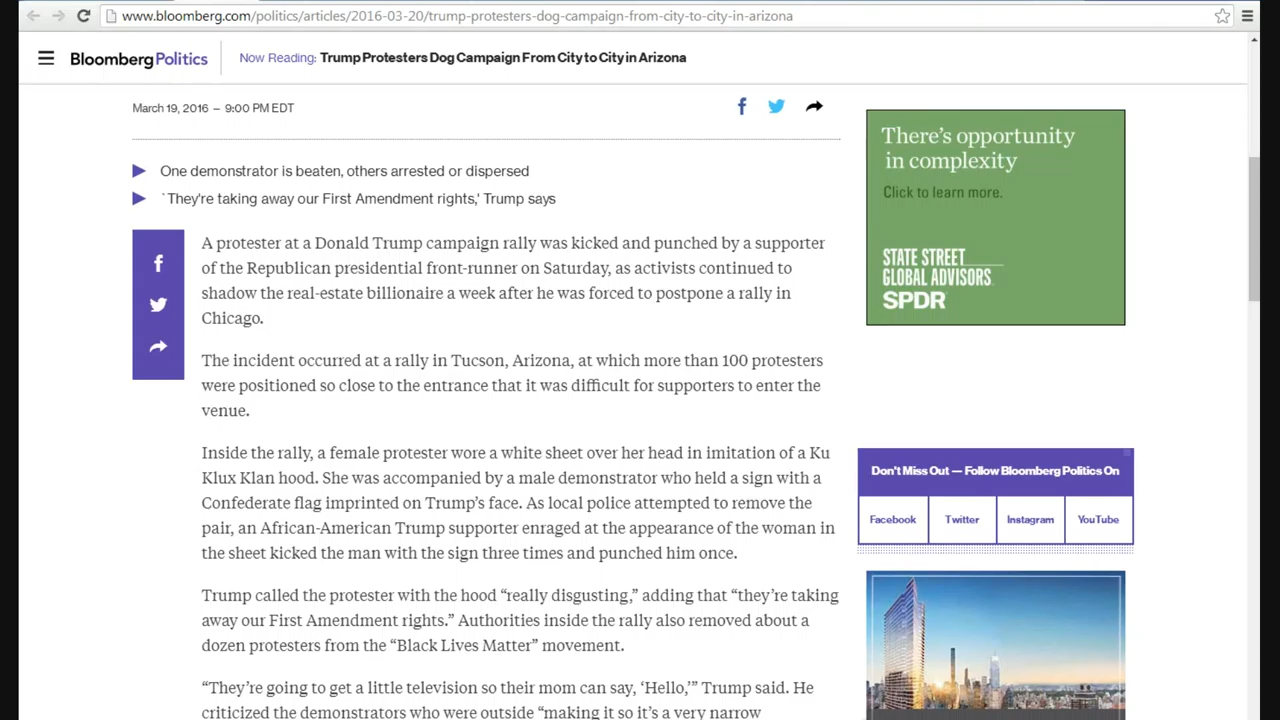 www.bloomberg.com/politics/articles/2016-03-20/trump-protesters-dog-campaign-from-city-to-city-in-arizona
BloombergPolitics
Now Reading: Trump Protesters Dog Campaign From City to City in Arizona
March 19, 2016 – 9:00 PM EDT
One demonstrator is beaten, others arrested or dispersed
`They're taking away our First Amendment rights,' Trump says
A protester at a Donald Trump campaign rally was kicked and punched by a supporter
of the Republican presidential front-runner on Saturday, as activists continued to
shadow the real-estate billionaire a week after he was forced to postpone a rally in
Chicago.
The incident occurred at a rally in Tucson, Arizona, at which more than 100 protesters
were positioned so close to the entrance that it was difficult for supporters to enter the
venue.
Inside the rally, a female protester wore a white sheet over her head in imitation of a Ku
Klux Klan hood. She was accompanied by a male demonstrator who held a sign with a
Confederate flag imprinted on Trump’s face. As local police attempted to remove the
pair, an African-American Trump supporter enraged at the appearance of the woman in
the sheet kicked the man with the sign three times and punched him once.
Trump called the protester with the hood “really disgusting,” adding that “they’re taking
away our First Amendment rights.” Authorities inside the rally also removed about a
dozen protesters from the “Black Lives Matter” movement.
“They’re going to get a little television so their mom can say, ‘Hello,’” Trump said. He
criticized the demonstrators who were outside “making it so it’s a very narrow
There’s opportunity
in complexity
Click to learn more.
STATE STREET
GLOBAL ADVISORS
SPDR
Don't Miss Out — Follow Bloomberg Politics On
Facebook Twitter Instagram YouTube